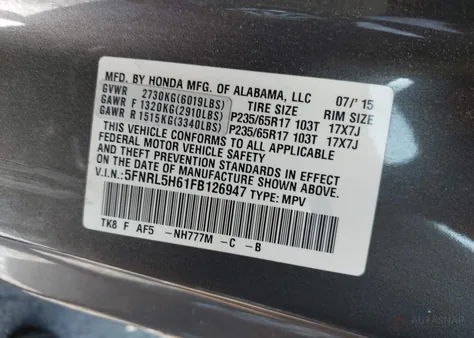 MFD. BY HONDA MFG. OF ALABAMA, LLC 07/'15
GVWR 2730KG(6019LBS) TIRE SIZE RIM SIZE
GAWR F 1320KG(2910LBS) P235/65R17 103T 17X7J
GAWR R 1515KG(3340LBS) P235/65R17 103T 17X7J
THIS VEHICLE CONFORMS TO ALL APPLICABLE
FEDERAL MOTOR VEHICLE SAFETY
AND THEFT PREVENTION STANDARDS IN EFFECT
ON THE DATE OF MANUFACTURE SHOWN ABOVE.
V.I.N.:5FNRL5H61FB126947 TYPE: MPV
TK8 F AF5 -NH777M -C -B
AUTASNAP